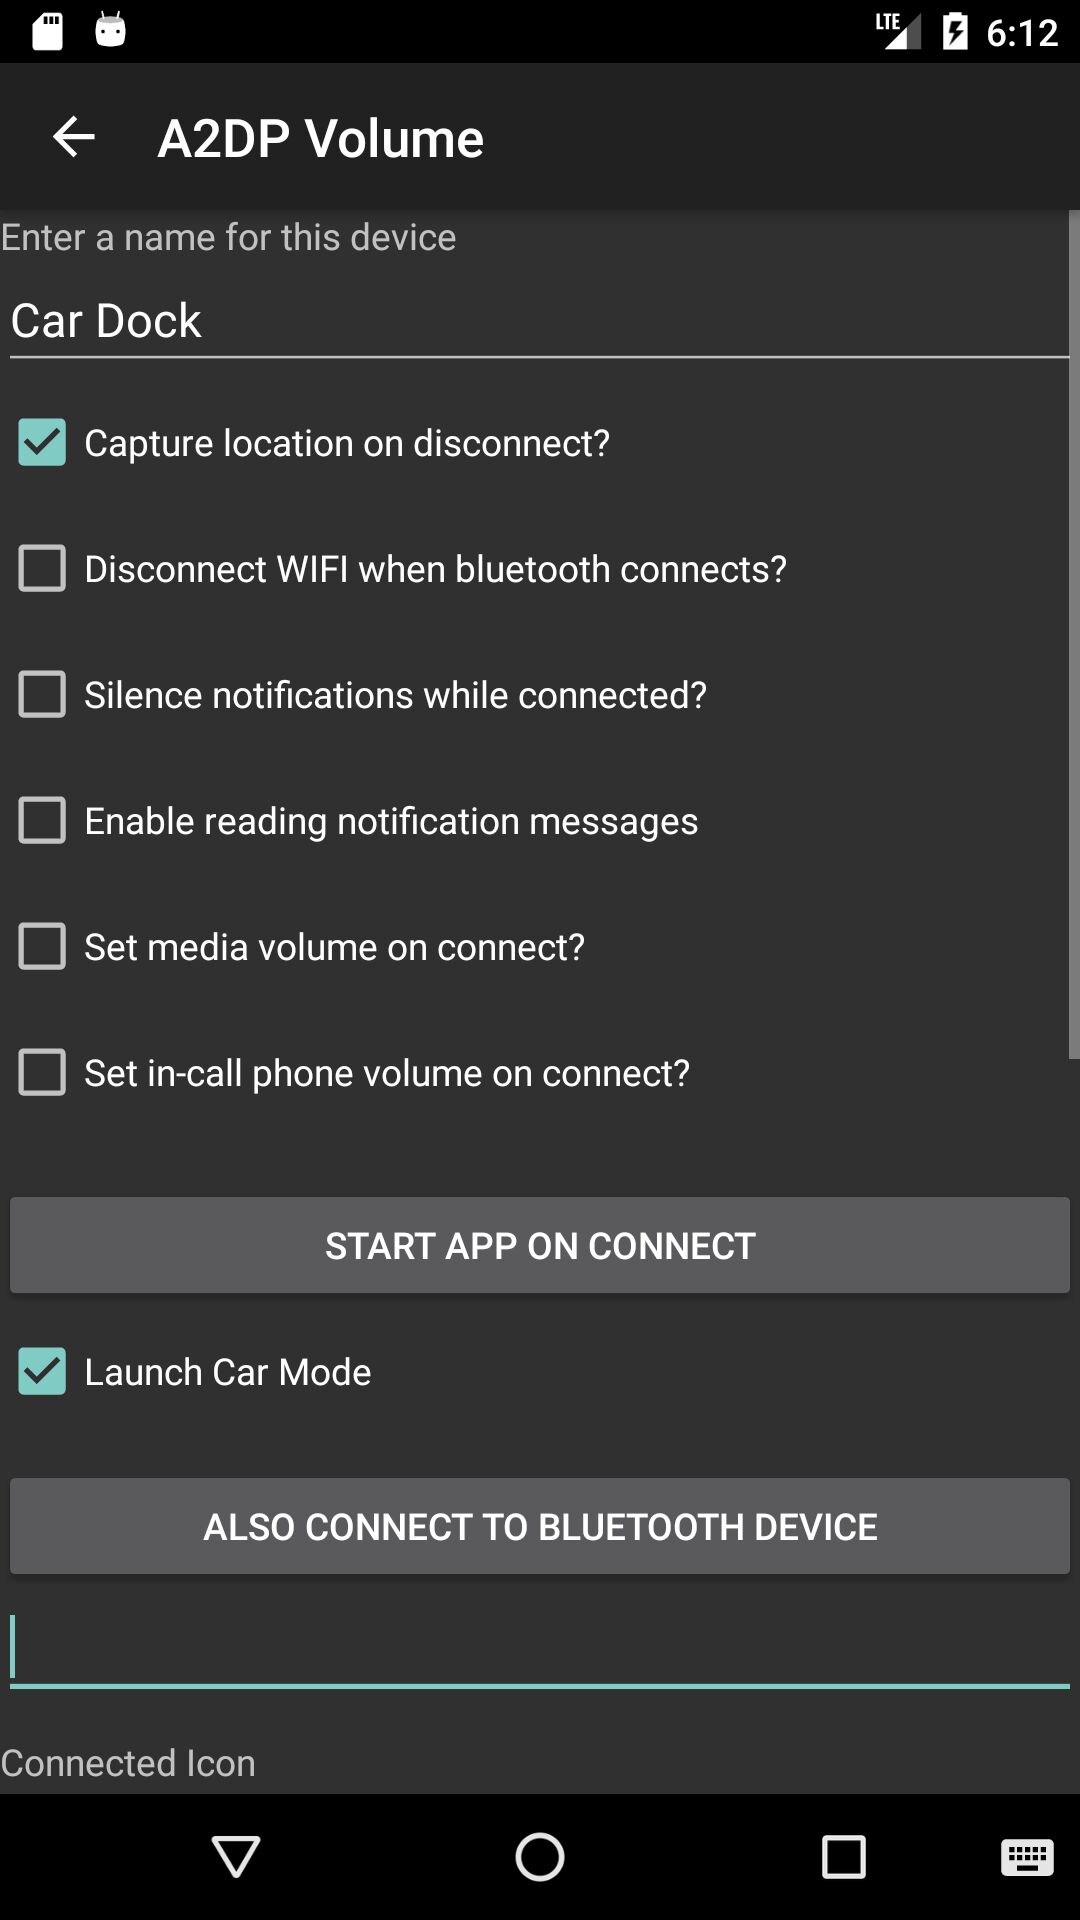 LTE 6:12
A2DP Volume
Enter a name for this device
Car Dock
Capture location on disconnect?
Disconnect WIFI when bluetooth connects?
Silence notifications while connected?
Enable reading notification messages
Set media volume on connect?
Set in-call phone volume on connect?
START APP ON CONNECT
Launch Car Mode
ALSO CONNECT TO BLUETOOTH DEVICE
Connected Icon